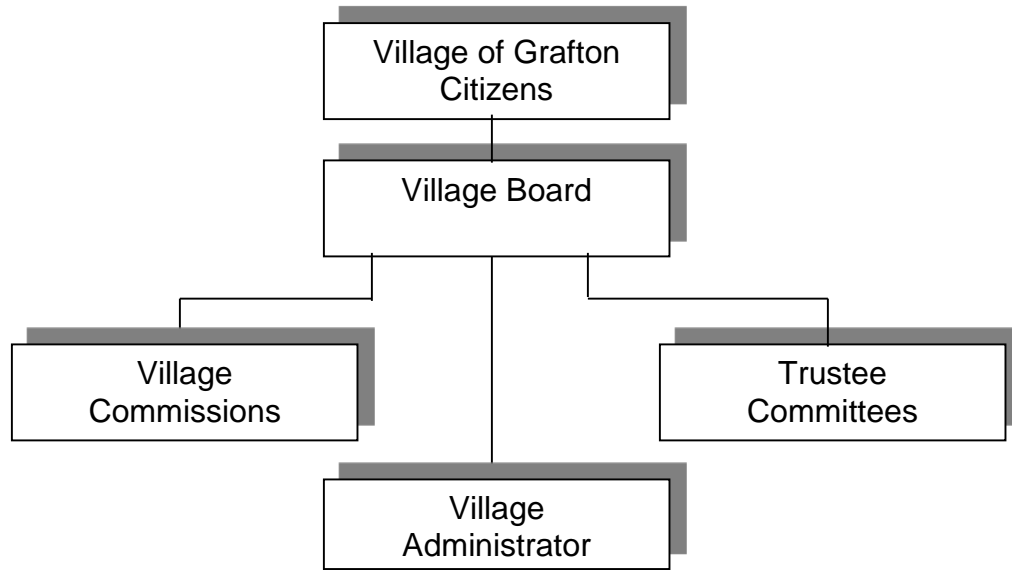 Village of Grafton
Citizens
Village Board
Village
Commissions
Trustee
Committees
Village
Administrator